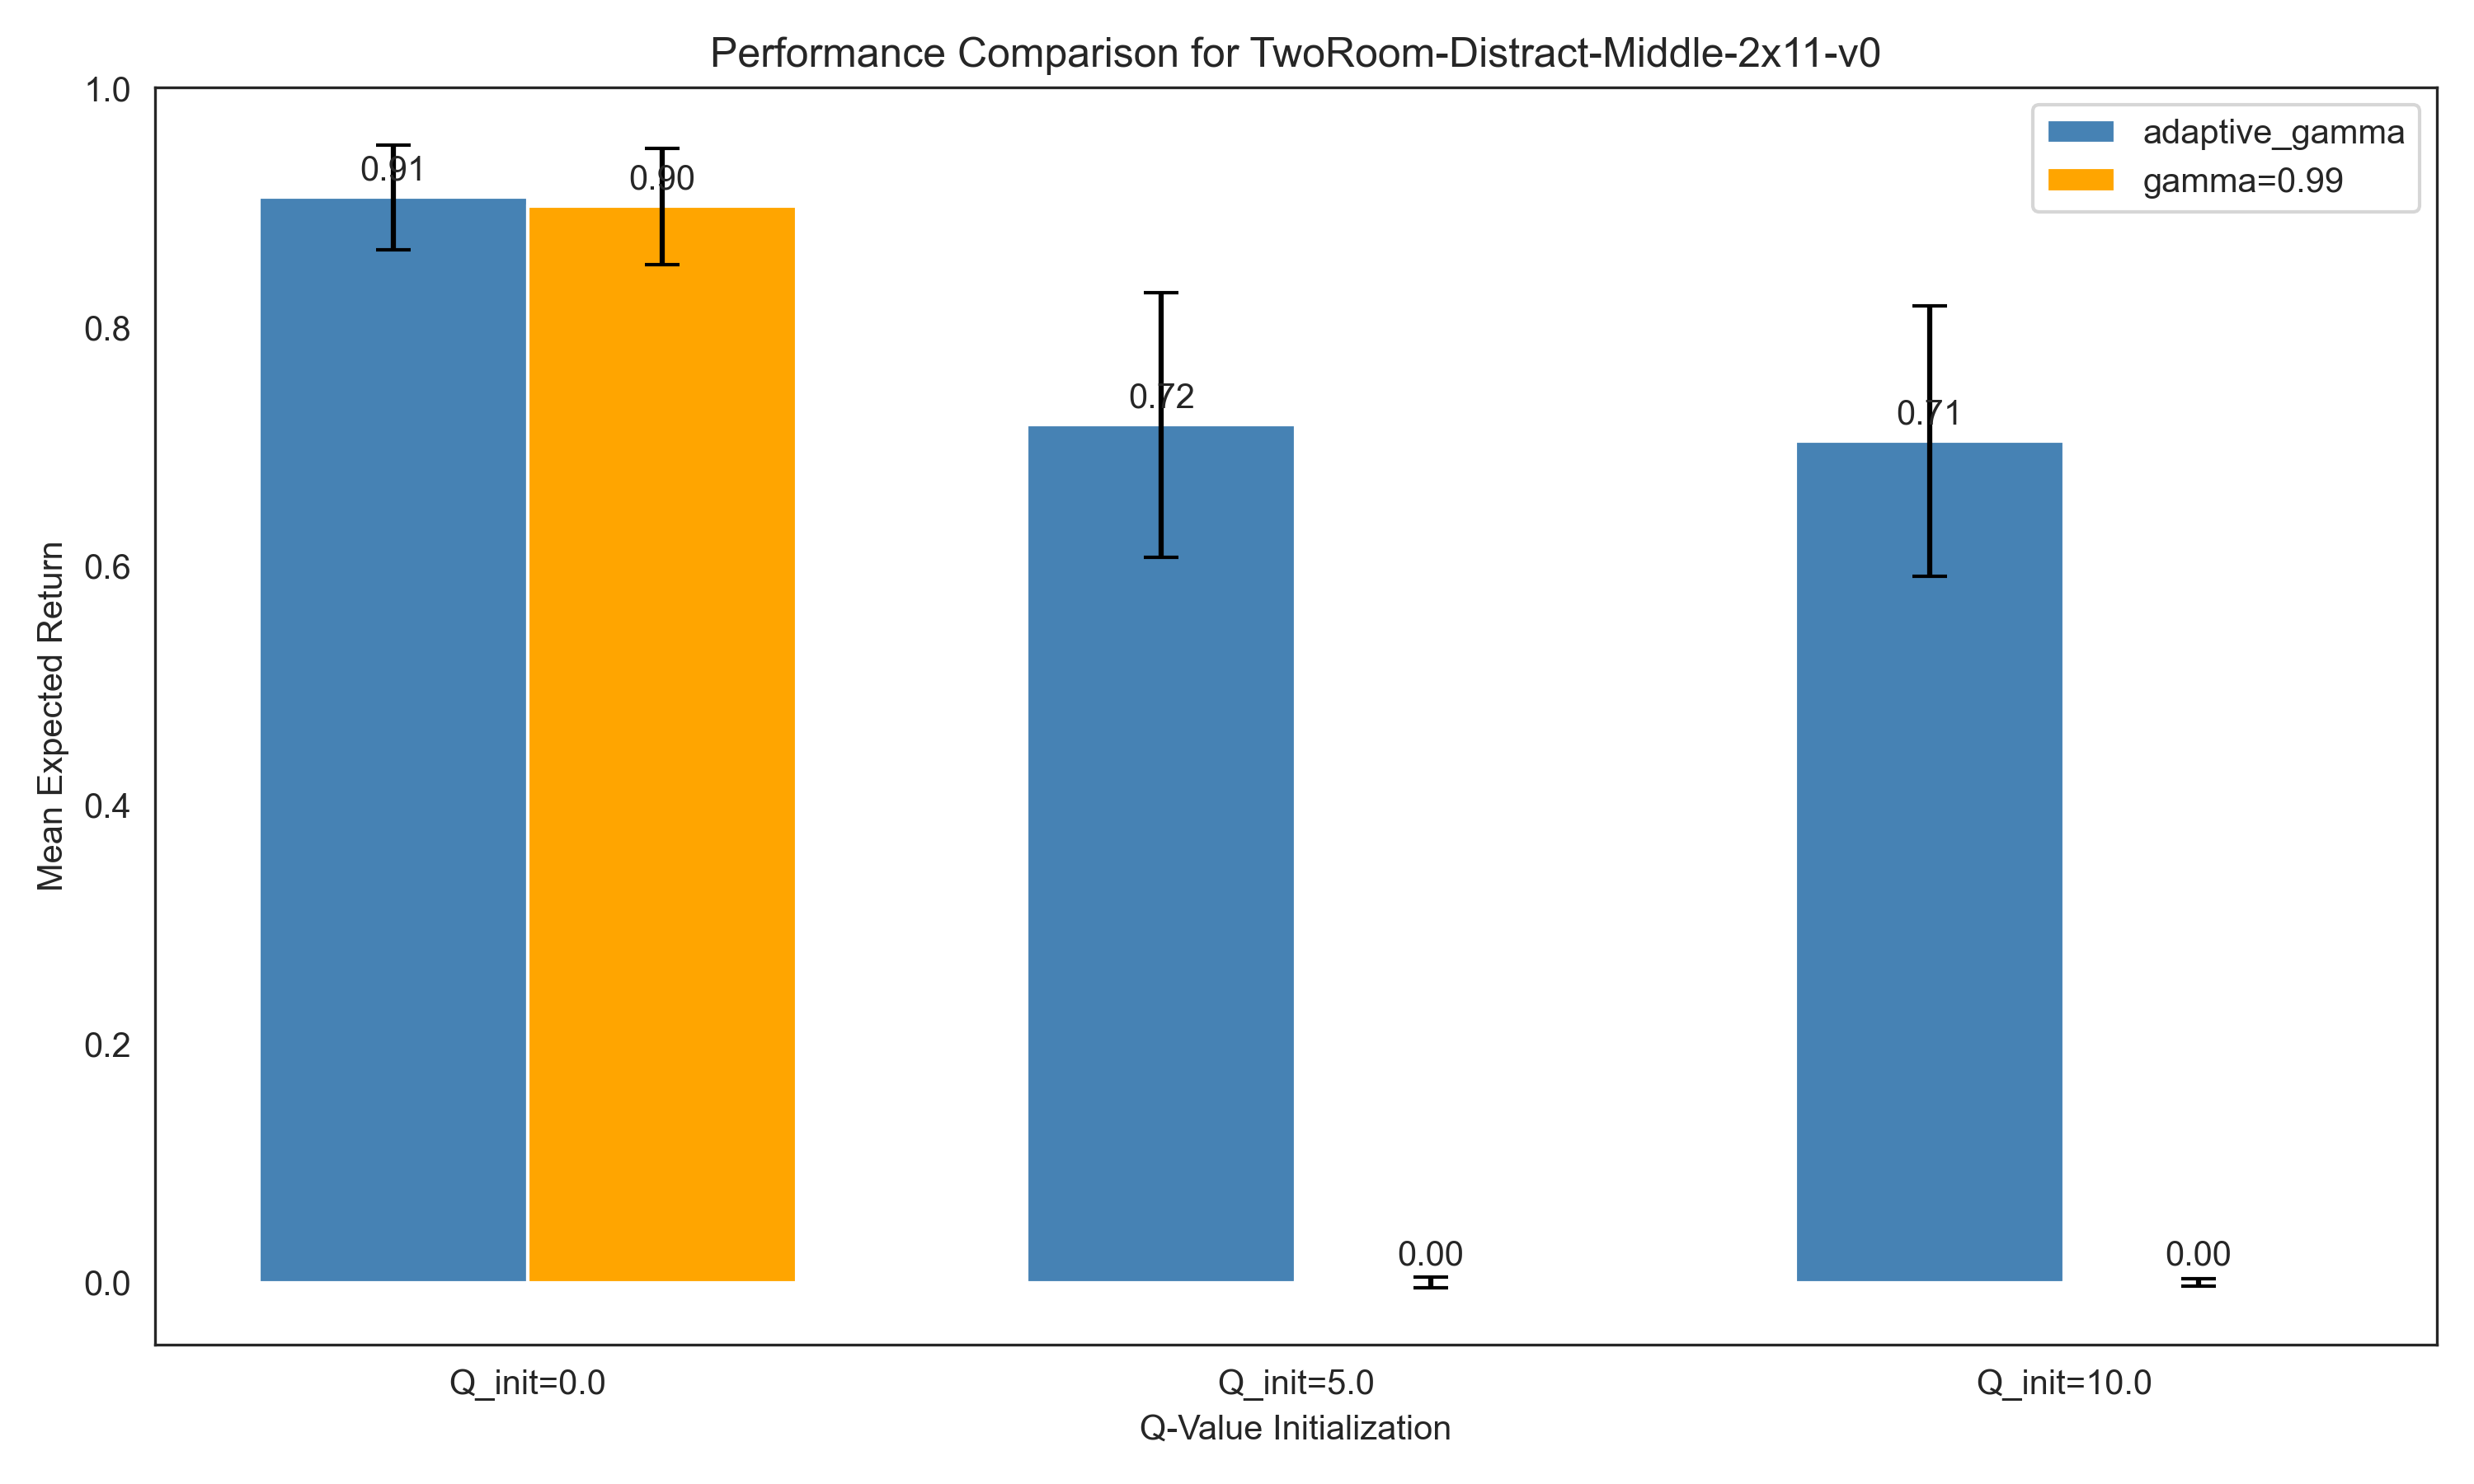 Performance Comparison for TwoRoom-Distract-Middle-2x11-v0
1.0
0.8
0.6
0.4
0.2
0.0
Mean Expected Return
adaptive_gamma
gamma=0.99
0.91
0.90
0.72
0.71
0.00
0.00
Q_init=0.0
Q_init=5.0
Q_init=10.0
Q-Value Initialization